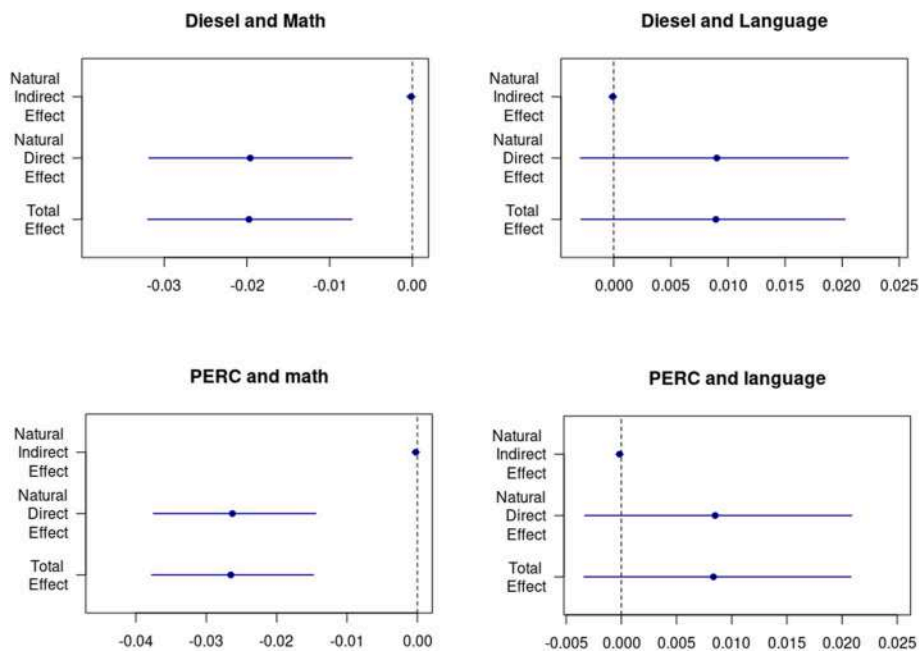 Diesel and Math
Natural
Indirect
Effect
Natural
Direct
Effect
Total
Effect
-0.03 -0.02 -0.01 0.00
Diesel and Language
Natural
Indirect
Effect
Natural
Direct
Effect
Total
Effect
0.000 0.005 0.010 0.015 0.020 0.025
PERC and math
Natural
Indirect
Effect
Natural
Direct
Effect
Total
Effect
-0.04 -0.03 -0.02 -0.01 0.00
PERC and language
Natural
Indirect
Effect
Natural
Direct
Effect
Total
Effect
-0.005 0.000 0.005 0.010 0.015 0.020 0.025